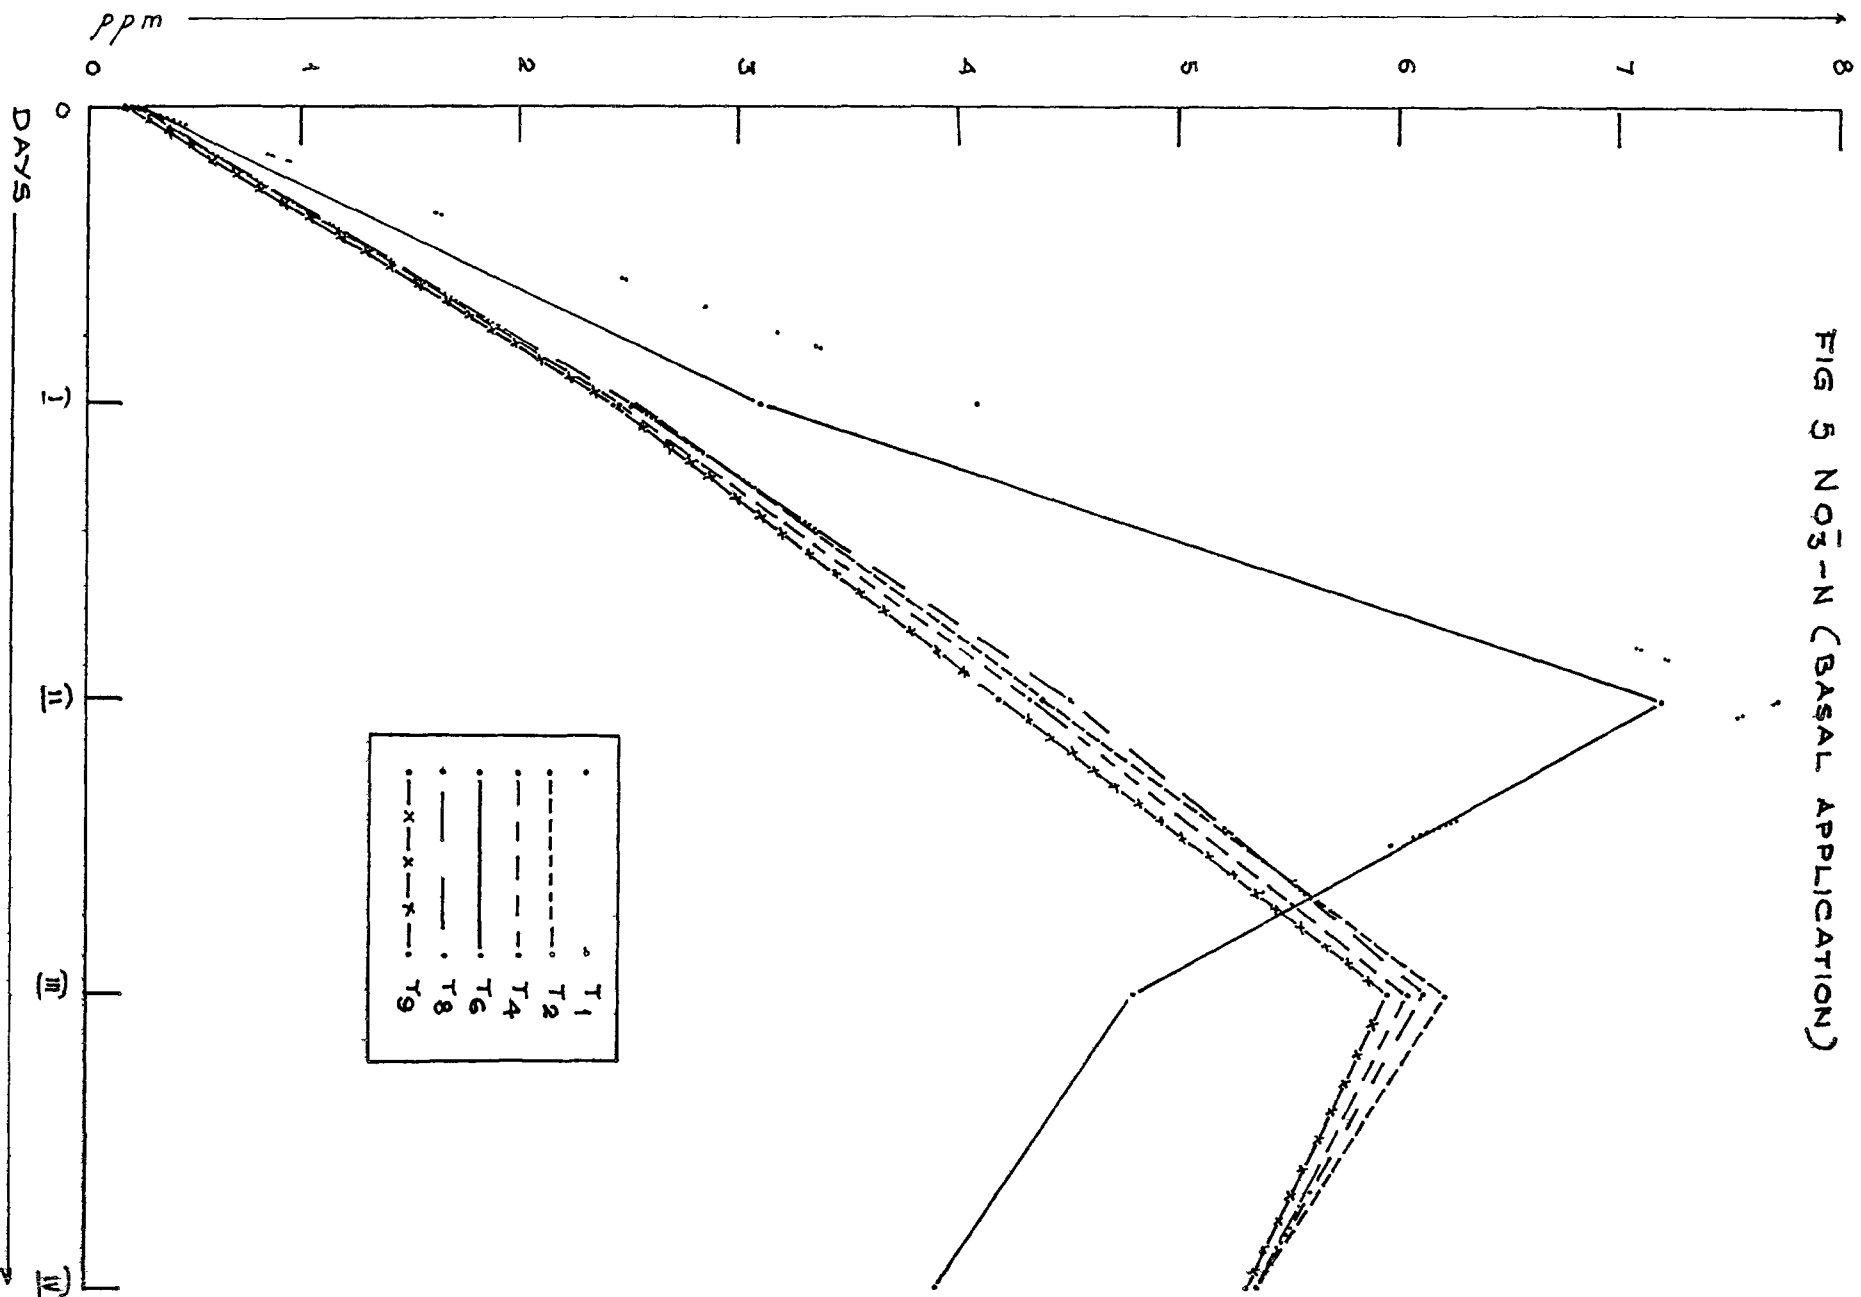 FIG 5 NO₃⁻-N (BASAL APPLICATION)
ppm
8
7
6
5
4
3
2
1
0
0
(I)
(II)
(III)
(IV)
DAYS
T1
T2
T4
T6
T8
T9